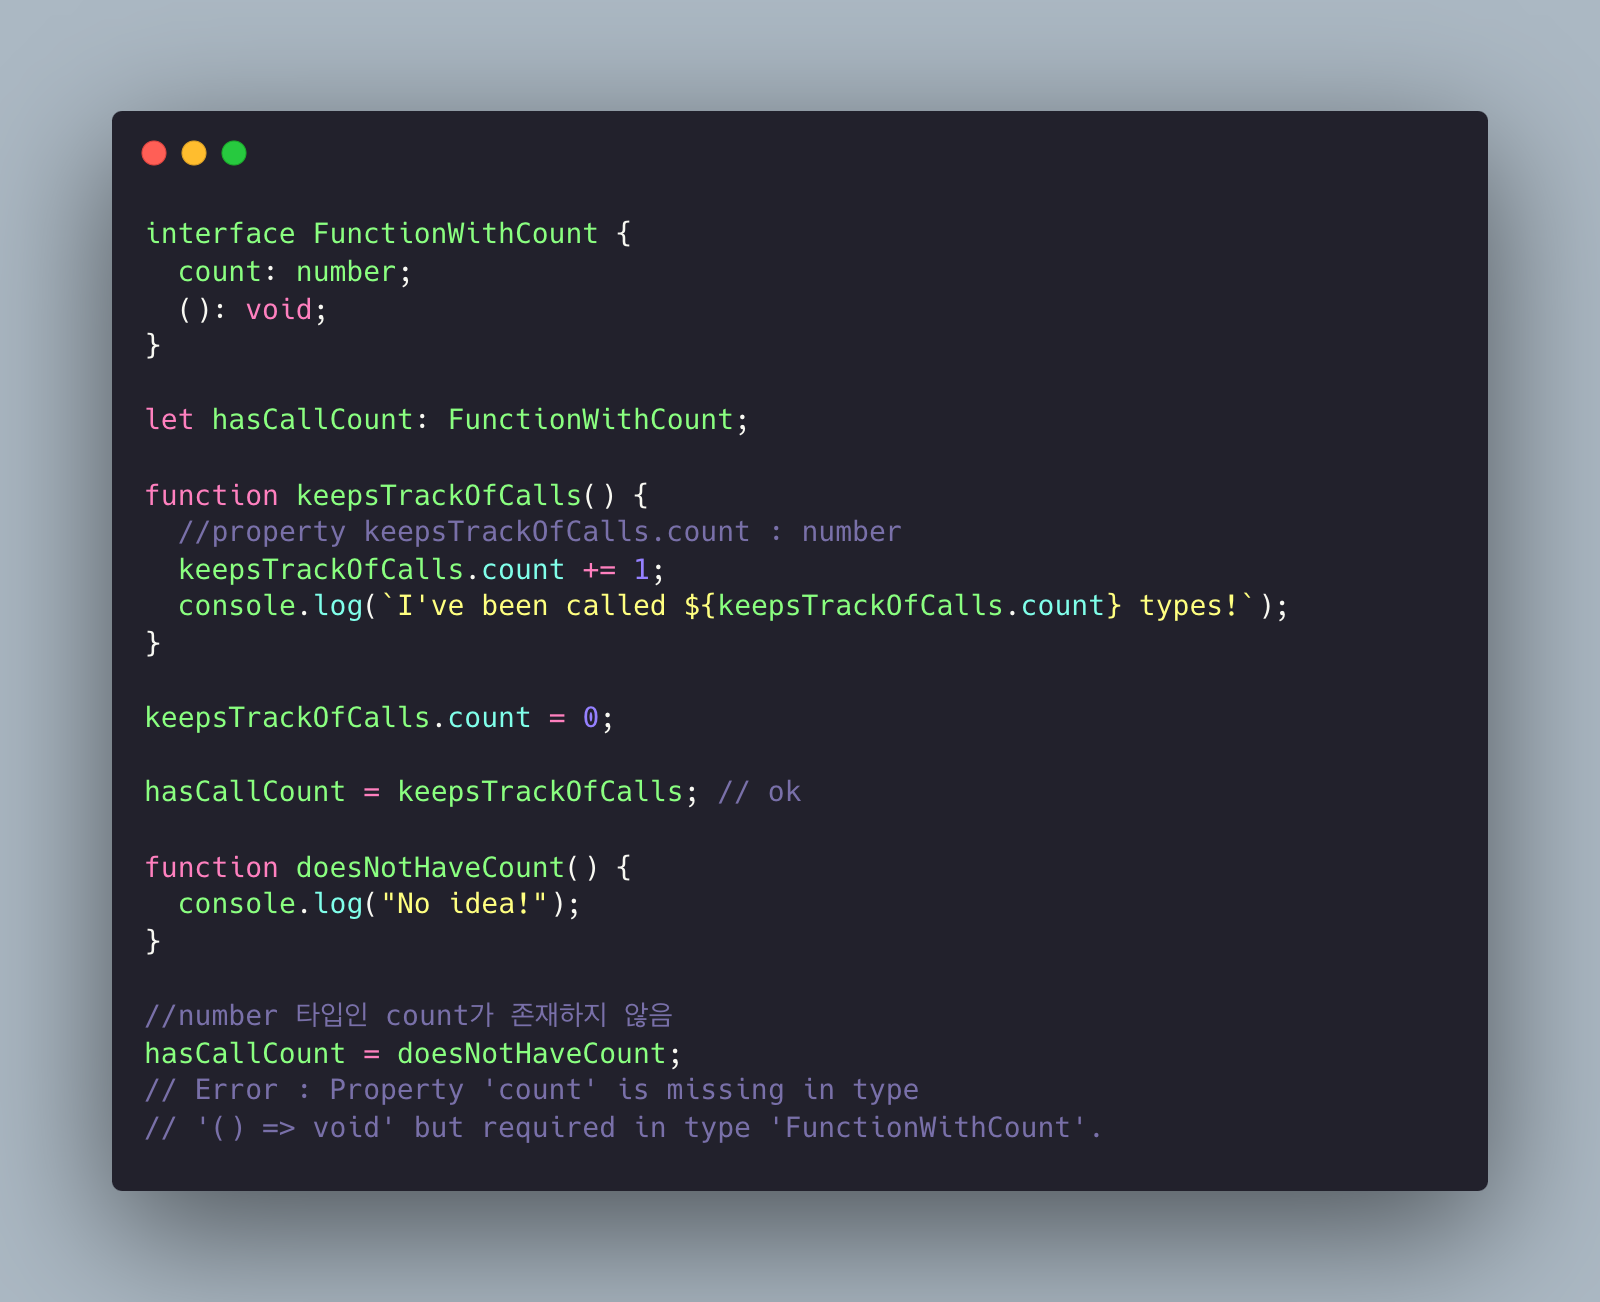 interface FunctionWithCount {
  count: number;
  (): void;
}

let hasCallCount: FunctionWithCount;

function keepsTrackOfCalls() {
  //property keepsTrackOfCalls.count : number
  keepsTrackOfCalls.count += 1;
  console.log(`I've been called ${keepsTrackOfCalls.count} types!`);
}

keepsTrackOfCalls.count = 0;

hasCallCount = keepsTrackOfCalls; // ok

function doesNotHaveCount() {
  console.log("No idea!");
}

//number 타입인 count가 존재하지 않음
hasCallCount = doesNotHaveCount;
// Error : Property 'count' is missing in type
// '() => void' but required in type 'FunctionWithCount'.